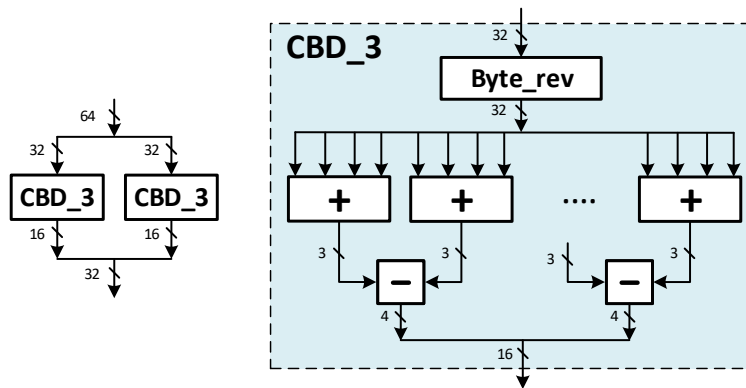 64
32 32
CBD_3 CBD_3
16 16
32
CBD_3
32
Byte_rev
32
+ + .... +
3 3 3 3
− −
4 4
16